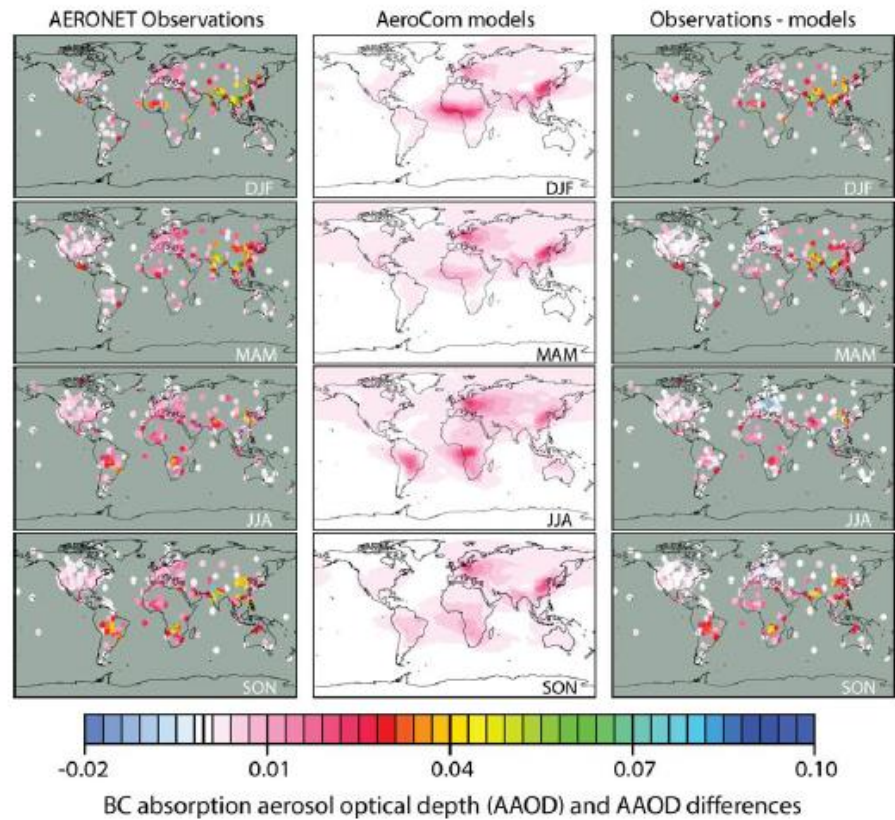 AERONET Observations AeroCom models Observations - models
DJF DJF DJF
MAM MAM MAM
JJA JJA JJA
SON SON SON
-0.02 0.01 0.04 0.07 0.10
BC absorption aerosol optical depth (AAOD) and AAOD differences